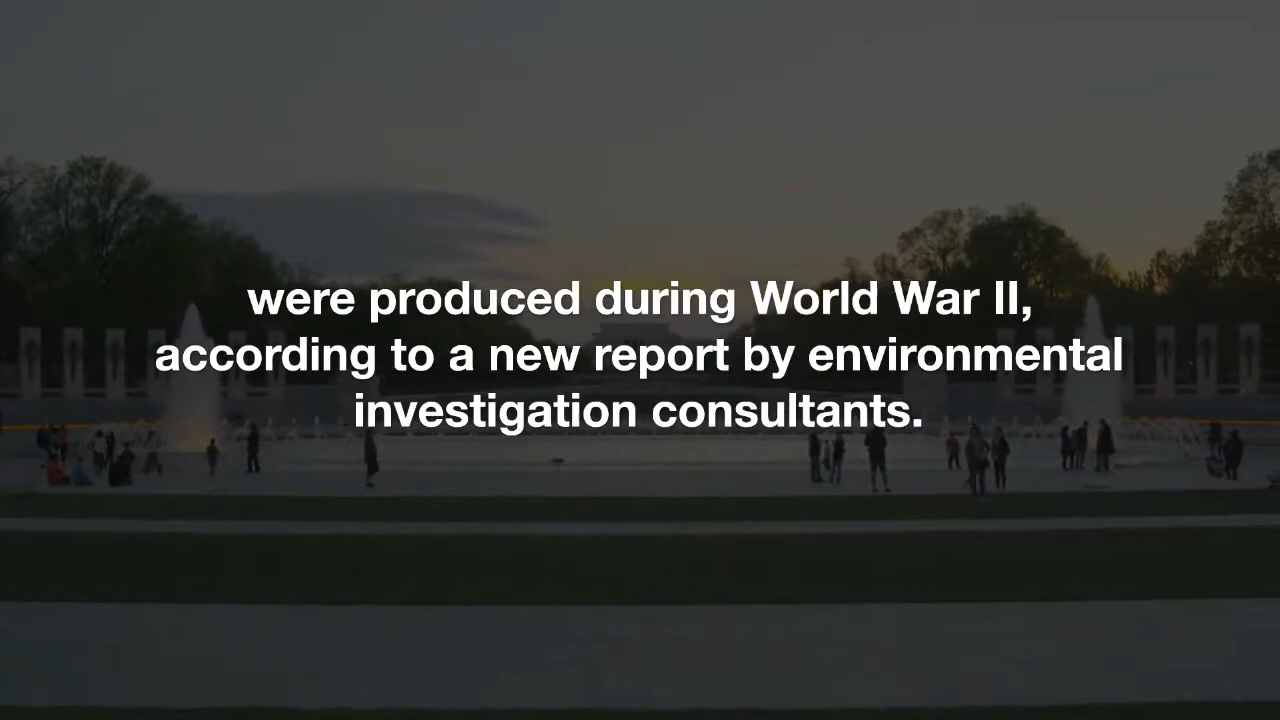 were produced during World War II,
according to a new report by environmental
investigation consultants.